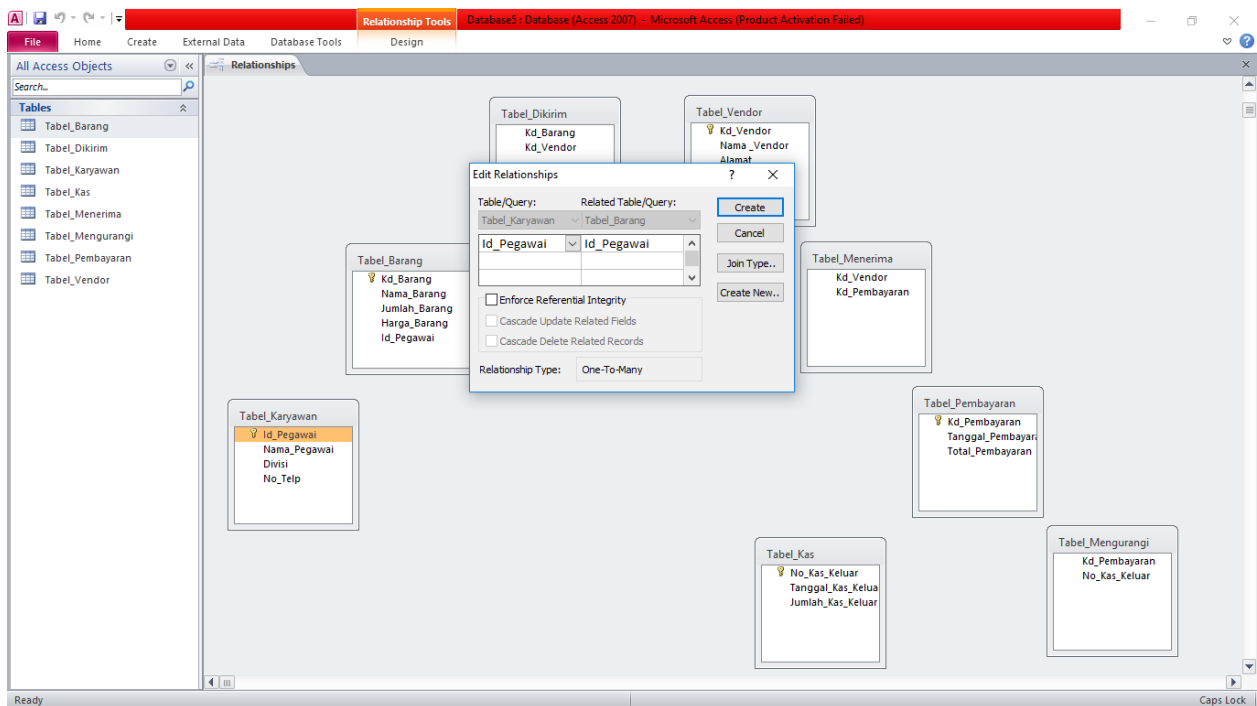 Relationship Tools
Database5 : Database (Access 2007) - Microsoft Access (Product Activation Failed)
File Home Create External Data Database Tools Design
All Access Objects
Search...
Tables
Tabel_Barang
Tabel_Dikirim
Tabel_Karyawan
Tabel_Kas
Tabel_Menerima
Tabel_Mengurangi
Tabel_Pembayaran
Tabel_Vendor
Relationships
Tabel_Dikirim
Kd_Barang
Kd_Vendor
Tabel_Vendor
Kd_Vendor
Nama _Vendor
Alamat
Edit Relationships ?
Table/Query: Related Table/Query:
Tabel_Karyawan Tabel_Barang
Id_Pegawai Id_Pegawai
Enforce Referential Integrity
Cascade Update Related Fields
Cascade Delete Related Records
Relationship Type: One-To-Many
Create
Cancel
Join Type..
Create New..
Tabel_Barang
Kd_Barang
Nama_Barang
Jumlah_Barang
Harga_Barang
Id_Pegawai
Tabel_Menerima
Kd_Vendor
Kd_Pembayaran
Tabel_Karyawan
Id_Pegawai
Nama_Pegawai
Divisi
No_Telp
Tabel_Pembayaran
Kd_Pembayaran
Tanggal_Pembayar
Total_Pembayaran
Tabel_Kas
No_Kas_Keluar
Tanggal_Kas_Kelua
Jumlah_Kas_Keluar
Tabel_Mengurangi
Kd_Pembayaran
No_Kas_Keluar
Ready
Caps Lock